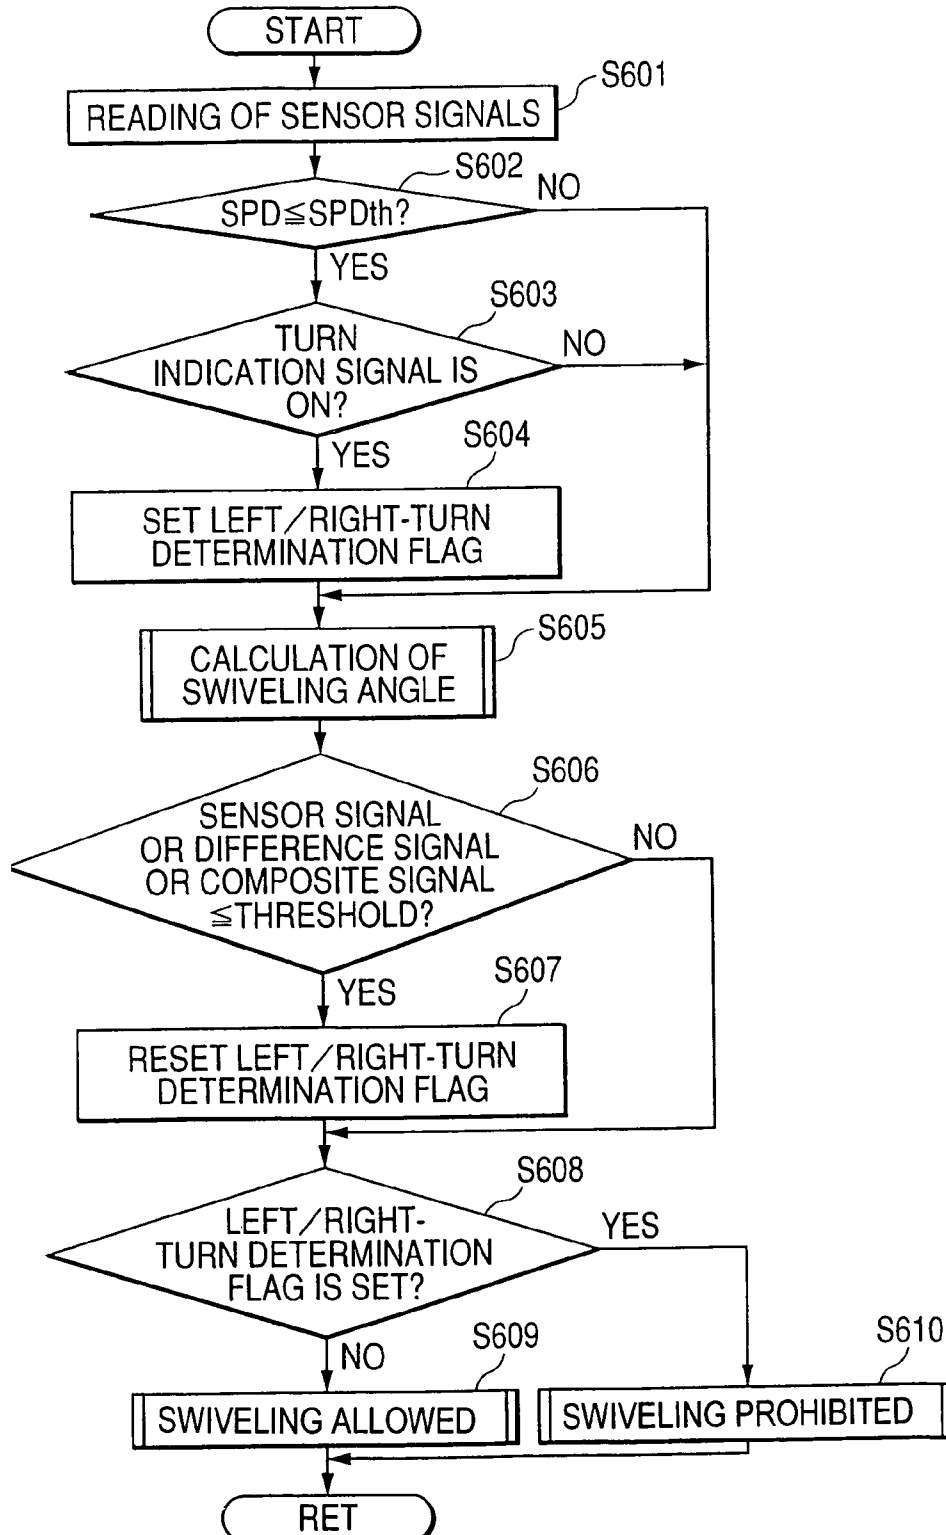 START
S601
READING OF SENSOR SIGNALS
S602
NO
SPD≦SPDth?
YES
S603
TURN
INDICATION SIGNAL IS
ON?
NO
YES
S604
SET LEFT/RIGHT-TURN
DETERMINATION FLAG
S605
CALCULATION OF
SWIVELING ANGLE
S606
SENSOR SIGNAL
OR DIFFERENCE SIGNAL
OR COMPOSITE SIGNAL
≦THRESHOLD?
NO
YES
S607
RESET LEFT/RIGHT-TURN
DETERMINATION FLAG
S608
LEFT/RIGHT-
TURN DETERMINATION
FLAG IS SET?
YES
NO
S609
S610
SWIVELING ALLOWED
SWIVELING PROHIBITED
RET